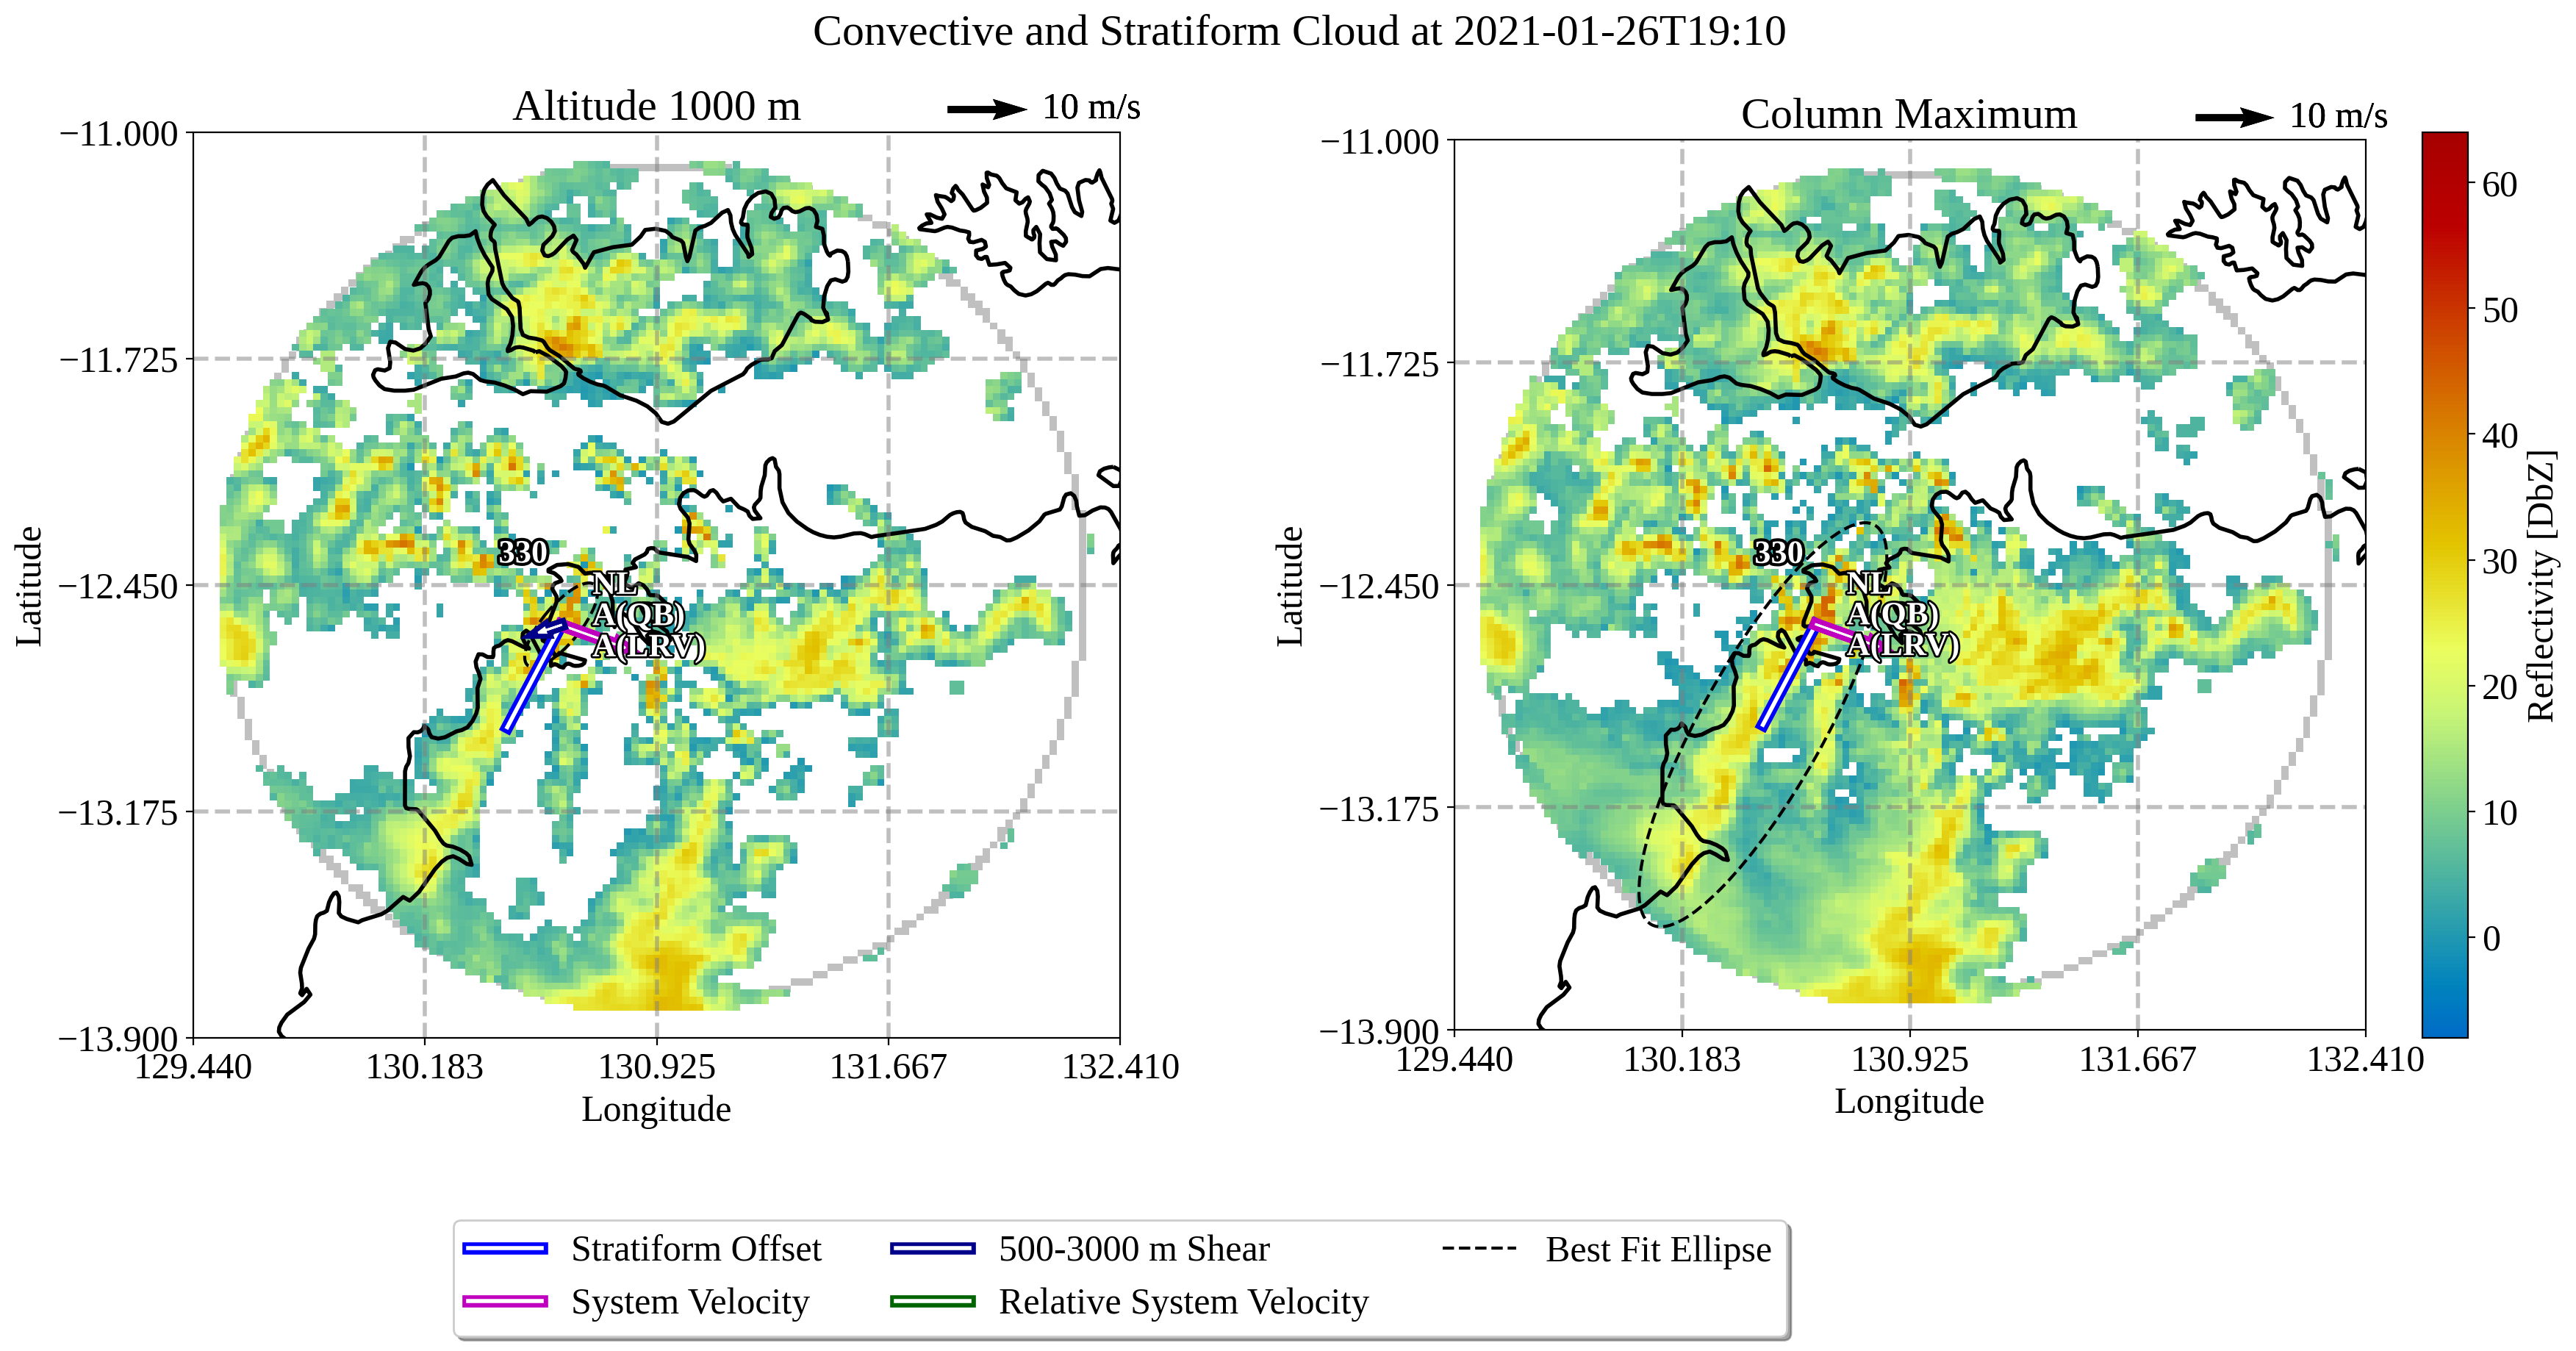 Convective and Stratiform Cloud at 2021-01-26T19:10
Altitude 1000 m
10 m/s
−11.000
−11.725
−12.450
−13.175
−13.900
Latitude
129.440
130.183
130.925
131.667
132.410
Longitude
330
NL
A(QB)
A(LRV)
Column Maximum
10 m/s
−11.000
−11.725
−12.450
−13.175
−13.900
Latitude
129.440
130.183
130.925
131.667
132.410
Longitude
330
NL
A(QB)
A(LRV)
60
50
40
30
20
10
0
Reflectivity [DbZ]
Stratiform Offset
System Velocity
500-3000 m Shear
Relative System Velocity
Best Fit Ellipse